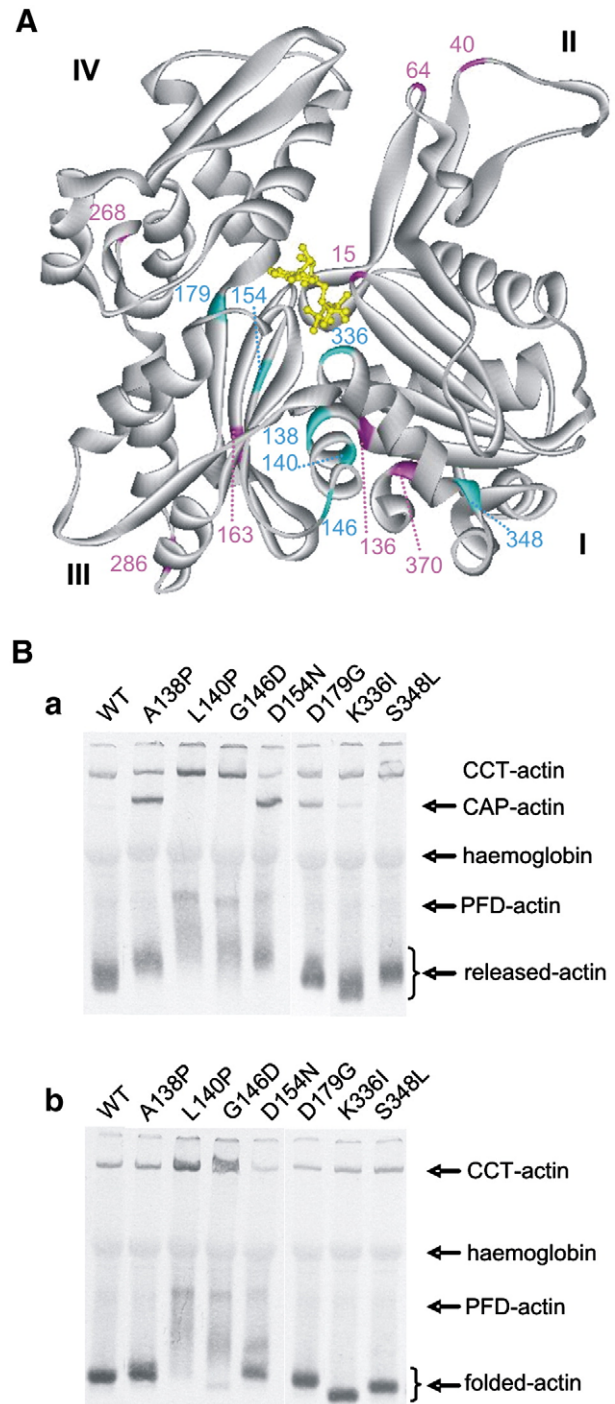 A
IV
II
40
64
268
15
179 154
336
138
140
146
163
136
370
348
286
III
I
B
a
WT A138P L140P G146D D154N D179G K336I S348L
CCT-actin
CAP-actin
haemoglobin
PFD-actin
released-actin
b
WT A138P L140P G146D D154N D179G K336I S348L
CCT-actin
haemoglobin
PFD-actin
folded-actin